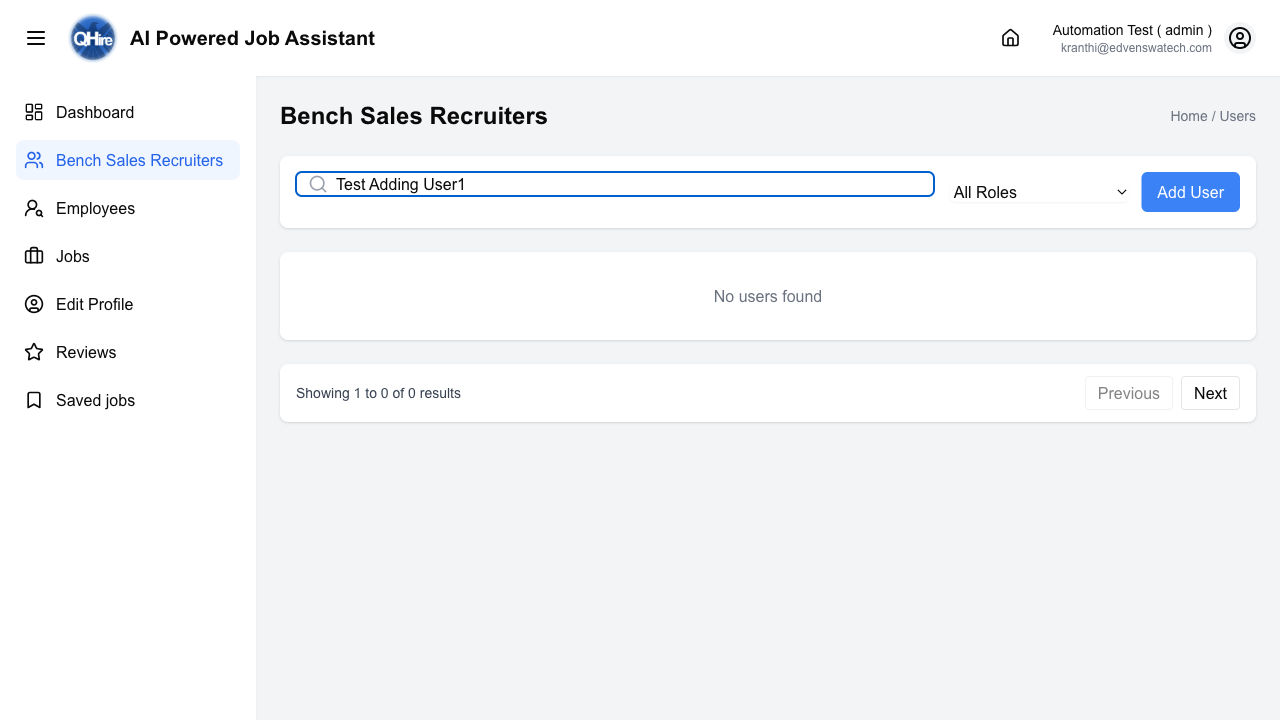 QHire
AI Powered Job Assistant
Automation Test ( admin )
kranthi@edvenswatech.com
Dashboard
Bench Sales Recruiters
Employees
Jobs
Edit Profile
Reviews
Saved jobs
Bench Sales Recruiters
Home / Users
Test Adding User1
All Roles
Add User
No users found
Showing 1 to 0 of 0 results
Previous
Next